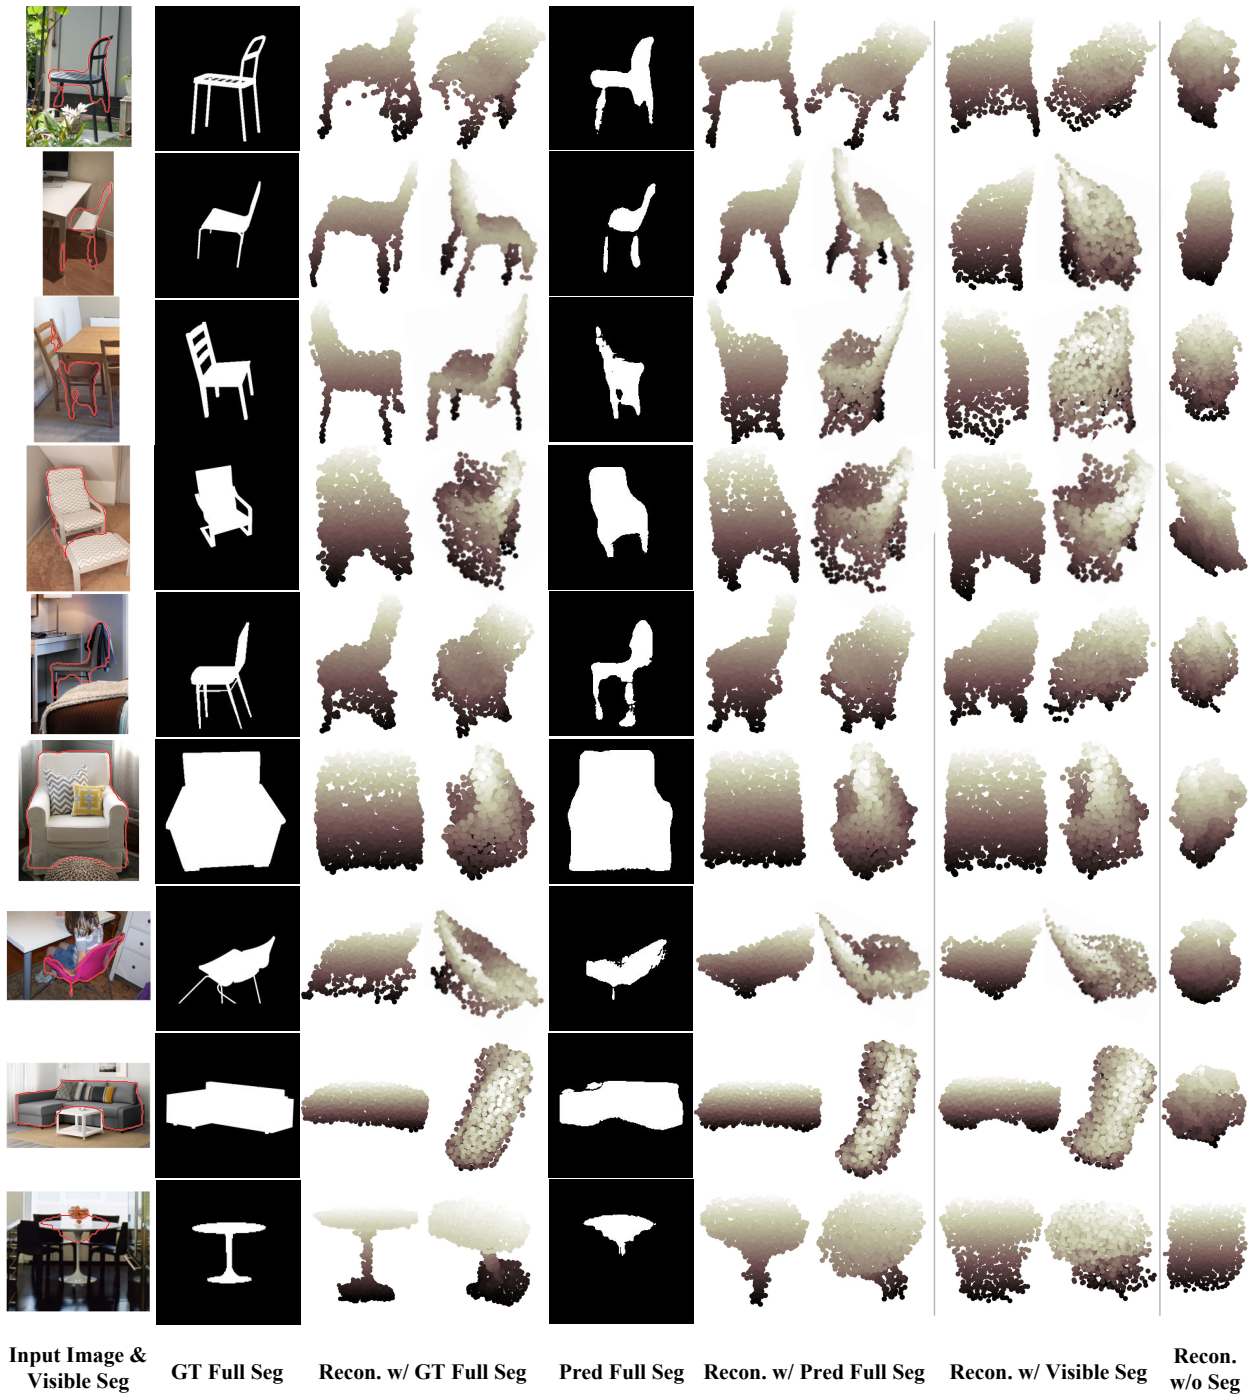 Input Image &
Visible Seg
GT Full Seg
Recon. w/ GT Full Seg
Pred Full Seg
Recon. w/ Pred Full Seg
Recon. w/ Visible Seg
Recon.
w/o Seg